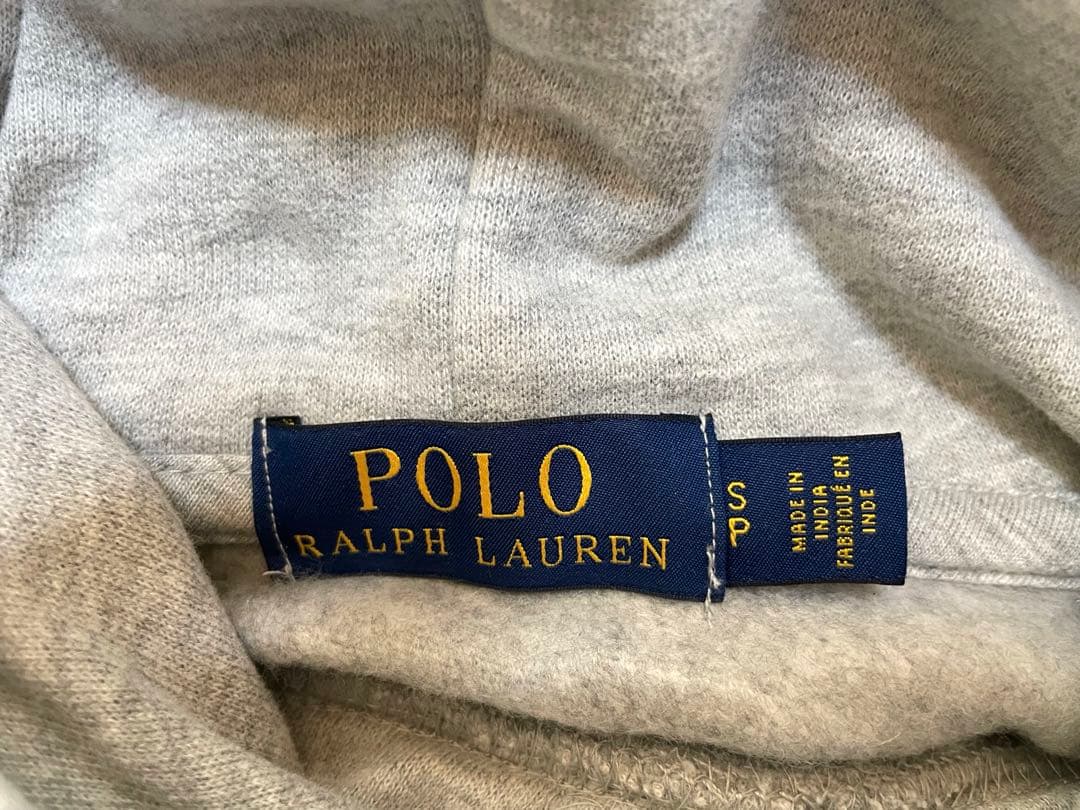 POLO
RALPH LAUREN
S
P
MADE IN
INDIA
FABRIQUÉ EN
INDE